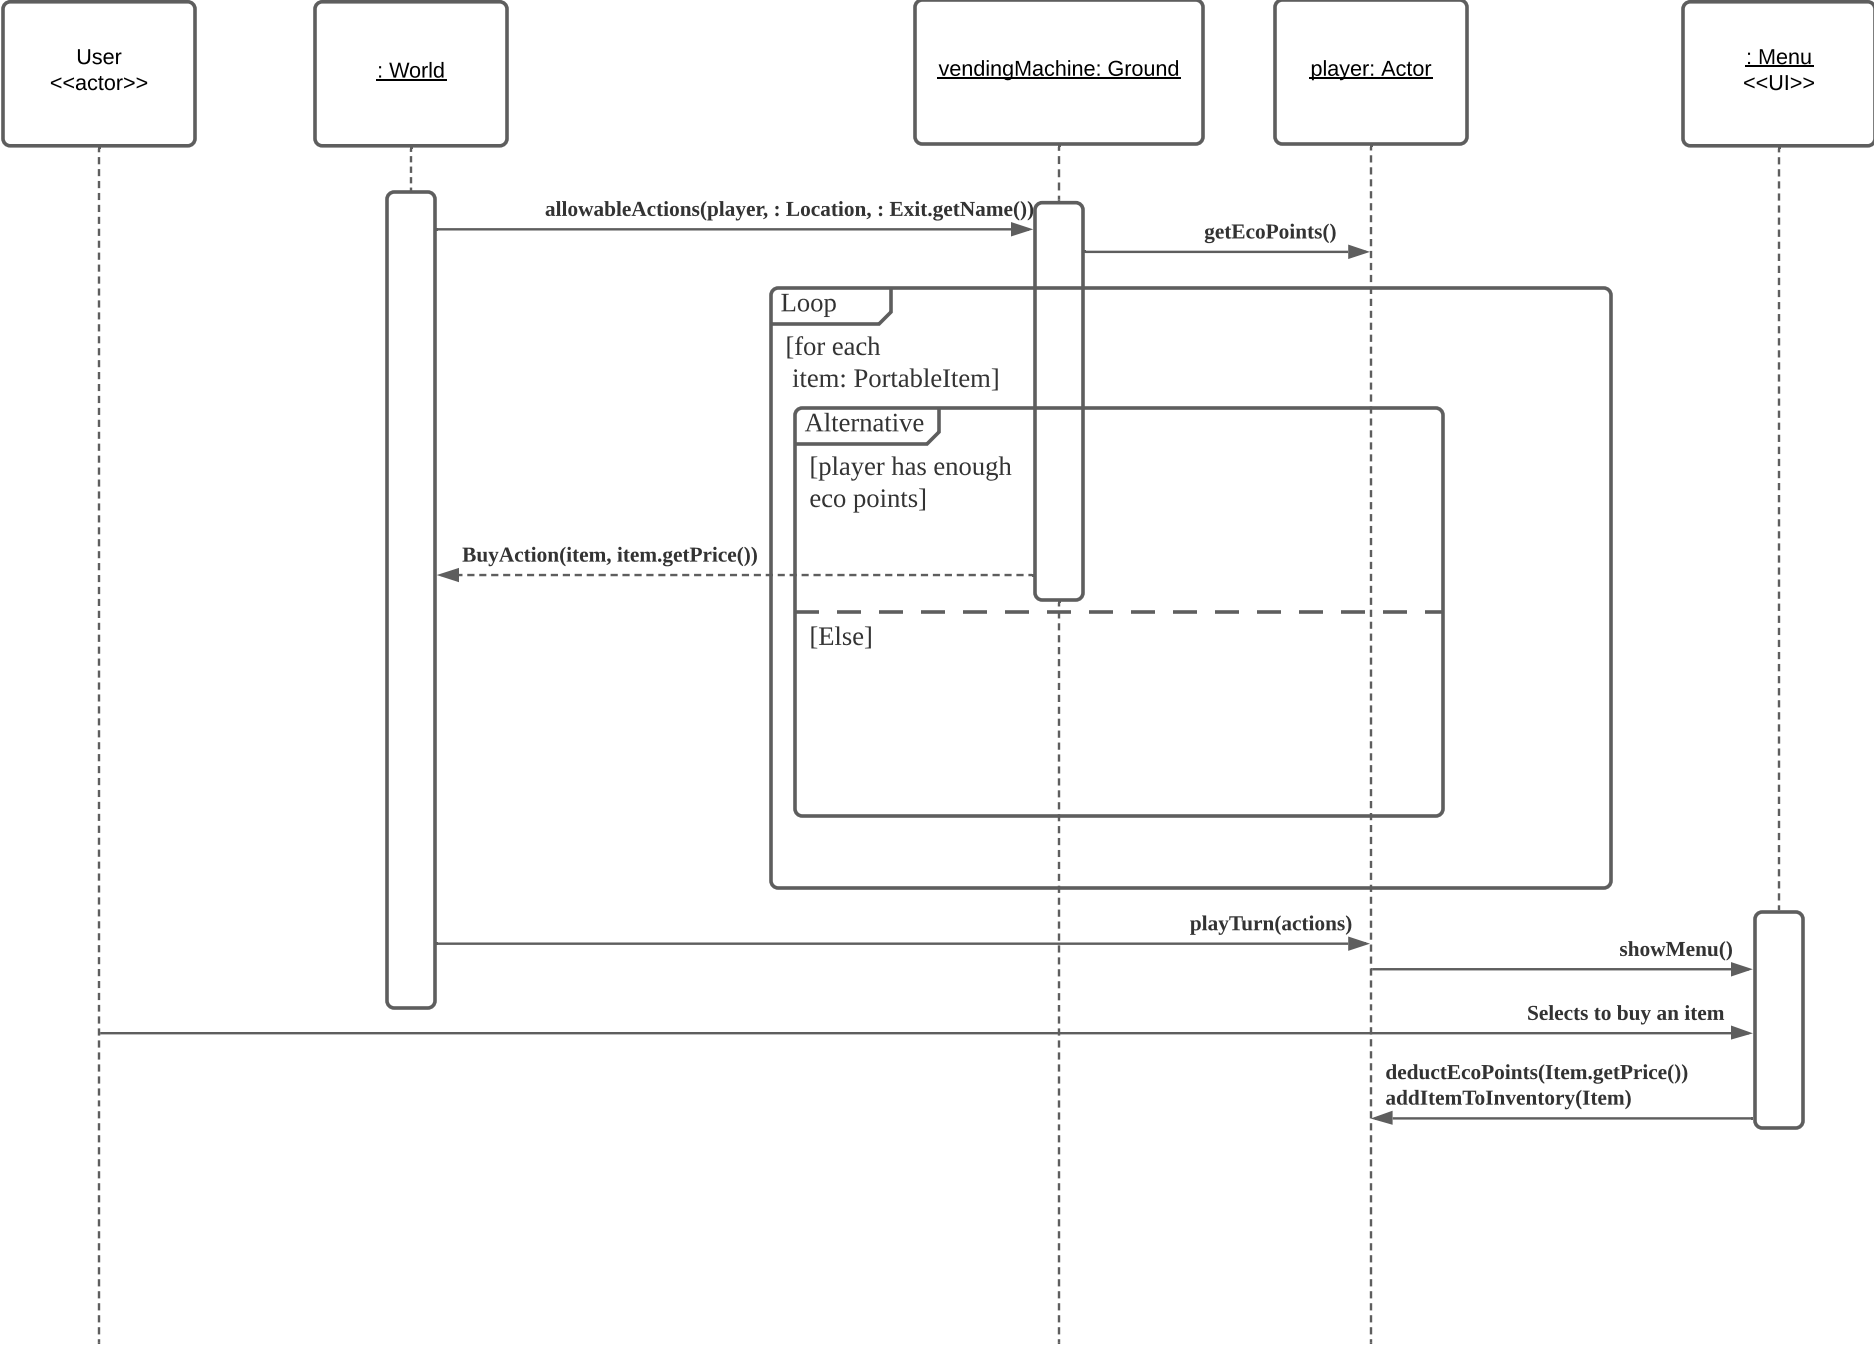 User
<<actor>>
: World
vendingMachine: Ground
player: Actor
: Menu
<<UI>>
allowableActions(player, : Location, : Exit.getName())
getEcoPoints()
Loop
[for each
item: PortableItem]
Alternative
[player has enough
eco points]
BuyAction(item, item.getPrice())
[Else]
playTurn(actions)
showMenu()
Selects to buy an item
deductEcoPoints(Item.getPrice())
addItemToInventory(Item)